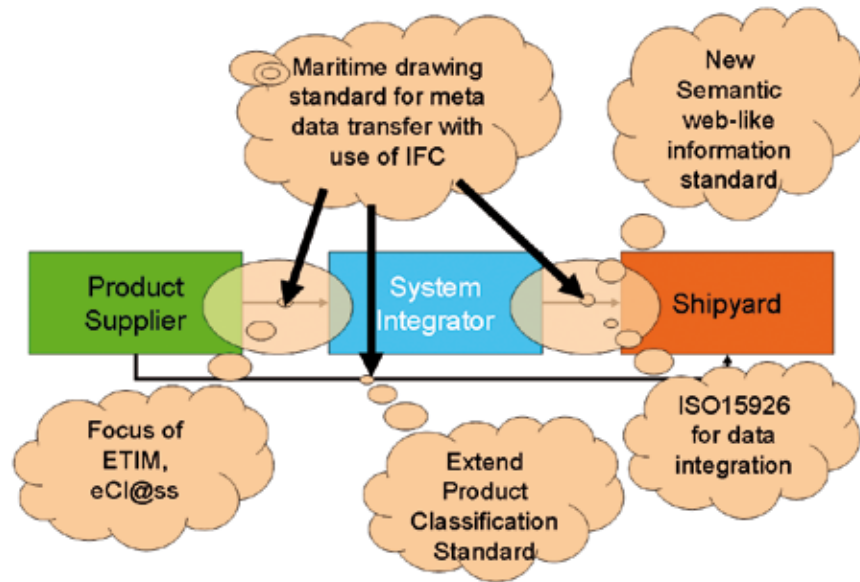 Maritime drawing
standard for meta
data transfer with
use of IFC
New
Semantic
web-like
information
standard
Product
Supplier
System
Integrator
Shipyard
Focus of
ETIM,
eCl@ss
Extend
Product
Classification
Standard
ISO15926
for data
integration